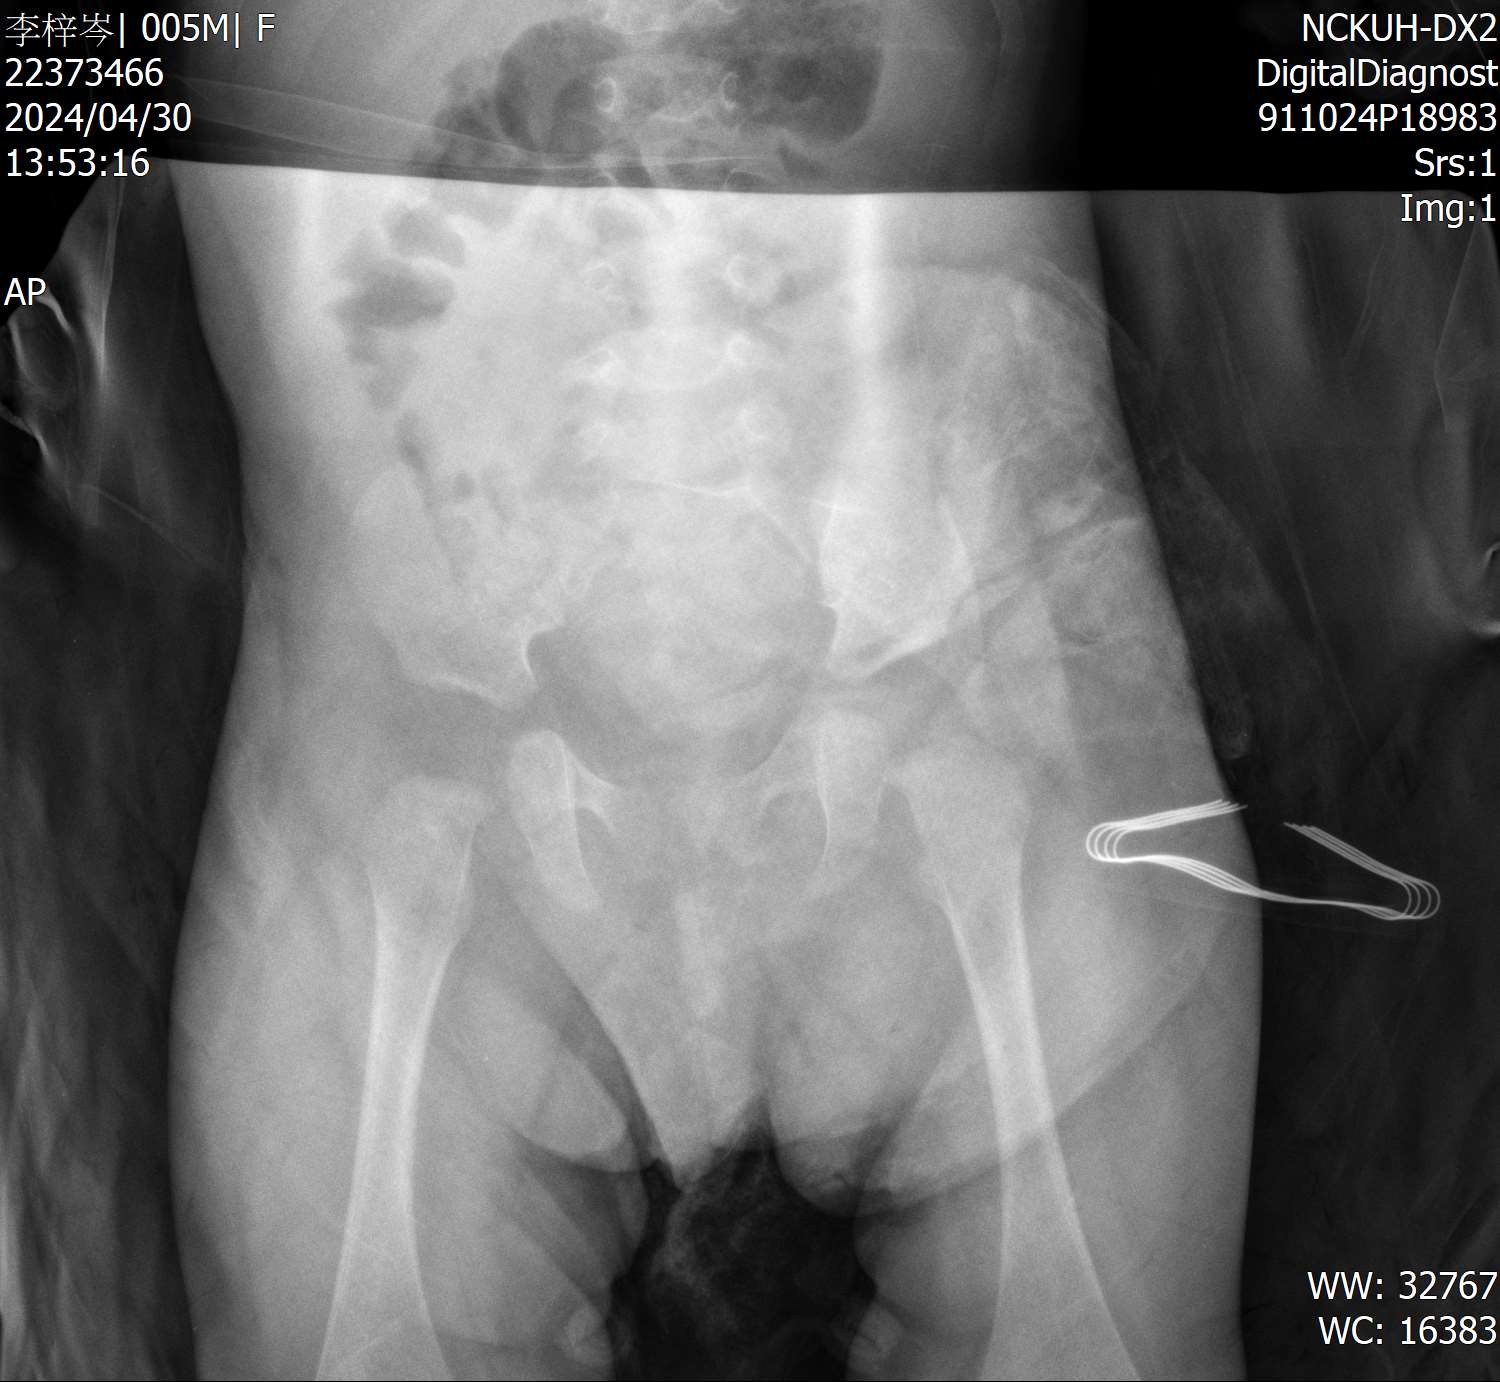 李梓岑| 005M| F
22373466
2024/04/30
13:53:16
NCKUH-DX2
DigitalDiagnost
911024P18983
Srs:1
Img:1
AP
WW: 32767
WC: 16383